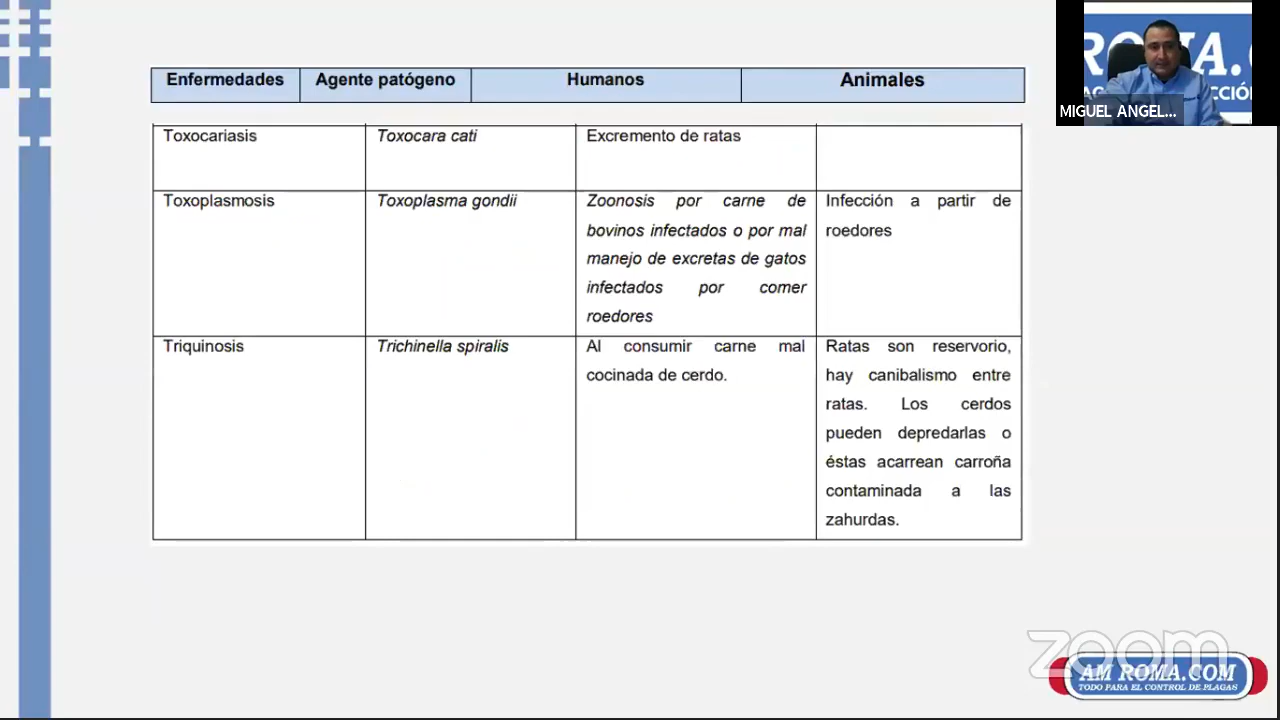 Enfermedades Agente patógeno Humanos Animales
Toxocariasis Toxocara cati Excremento de ratas
Toxoplasmosis Toxoplasma gondii Zoonosis por carne de Infección a partir de
bovinos infectados o por mal roedores
manejo de excretas de gatos
infectados por comer
roedores
Triquinosis Trichinella spiralis Al consumir carne mal Ratas son reservorio,
cocinada de cerdo. hay canibalismo entre
ratas. Los cerdos
pueden depredarlas o
éstas acarrean carroña
contaminada a las
zahurdas.
MIGUEL ANGEL...
zoom
AM ROMA.COM
TODO PARA EL CONTROL DE PLAGAS